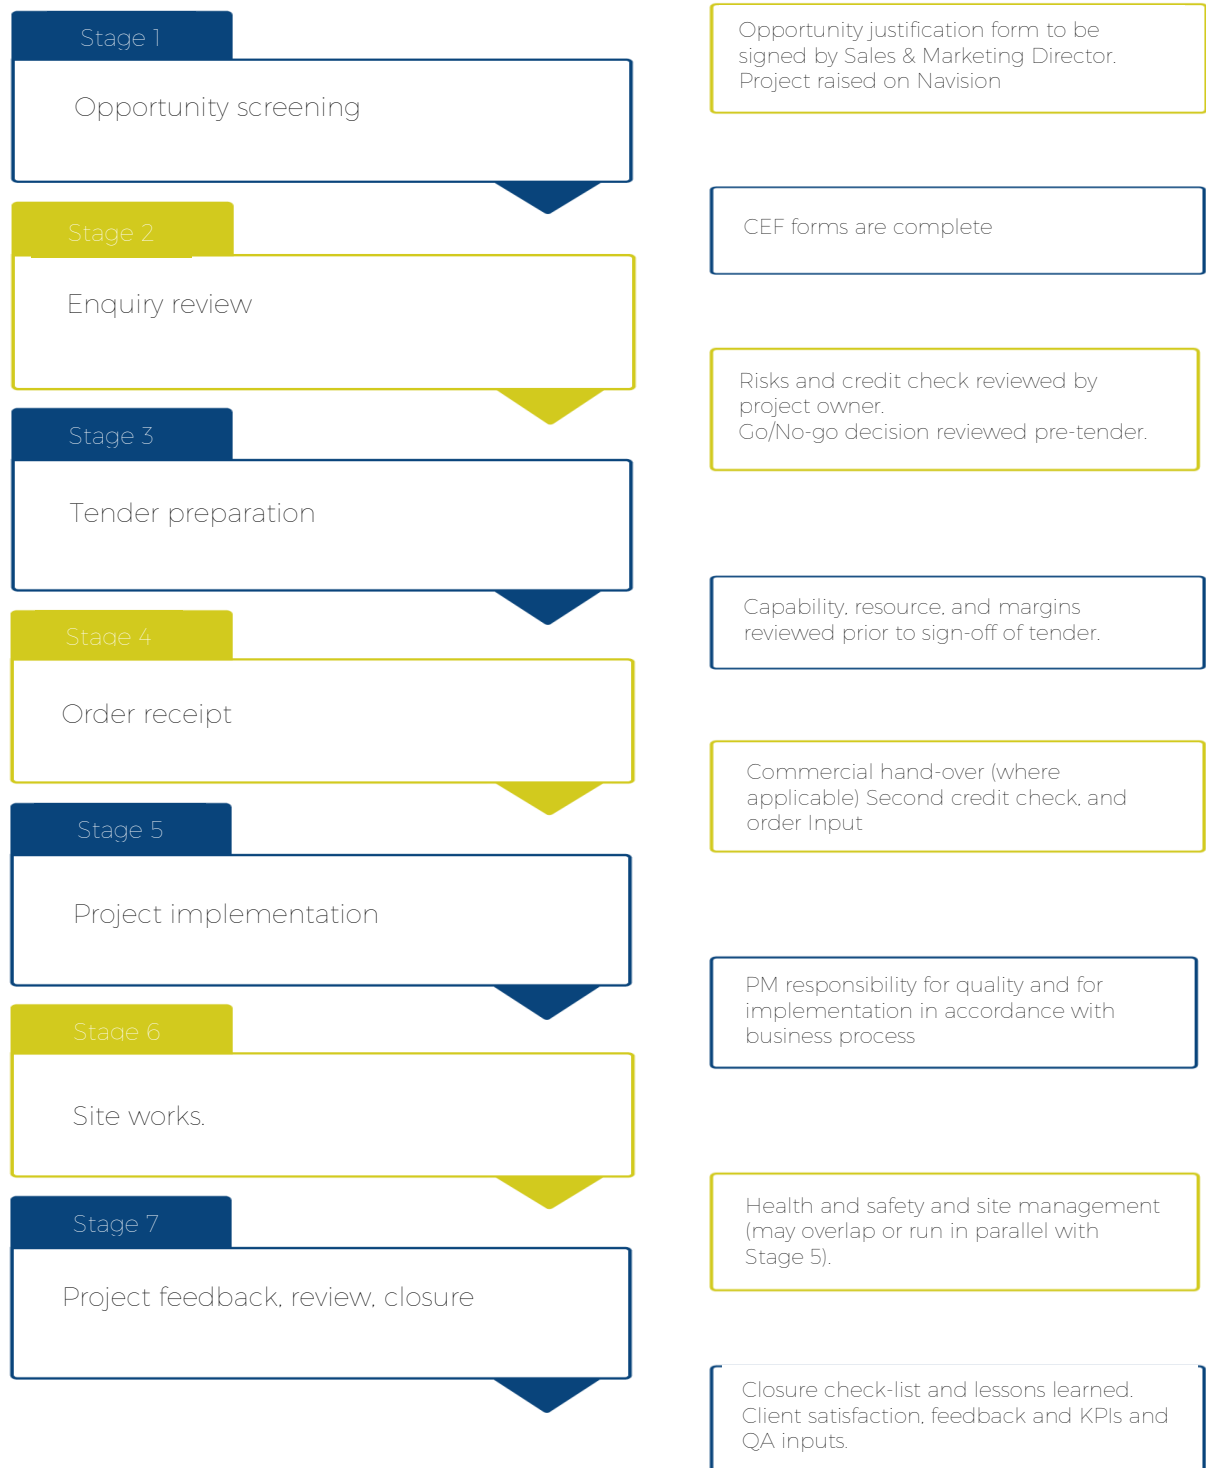 Stage 1
Opportunity screening
Stage 2
Enquiry review
Stage 3
Tender preparation
Stage 4
Order receipt
Stage 5
Project implementation
Stage 6
Site works.
Stage 7
Project feedback, review, closure
Opportunity justification form to be
signed by Sales & Marketing Director.
Project raised on Navision
CEF forms are complete
Risks and credit check reviewed by
project owner.
Go/No-go decision reviewed pre-tender.
Capability, resource, and margins
reviewed prior to sign-off of tender.
Commercial hand-over (where
applicable) Second credit check, and
order Input
PM responsibility for quality and for
implementation in accordance with
business process
Health and safety and site management
(may overlap or run in parallel with
Stage 5).
Closure check-list and lessons learned.
Client satisfaction, feedback and KPIs and
QA inputs.